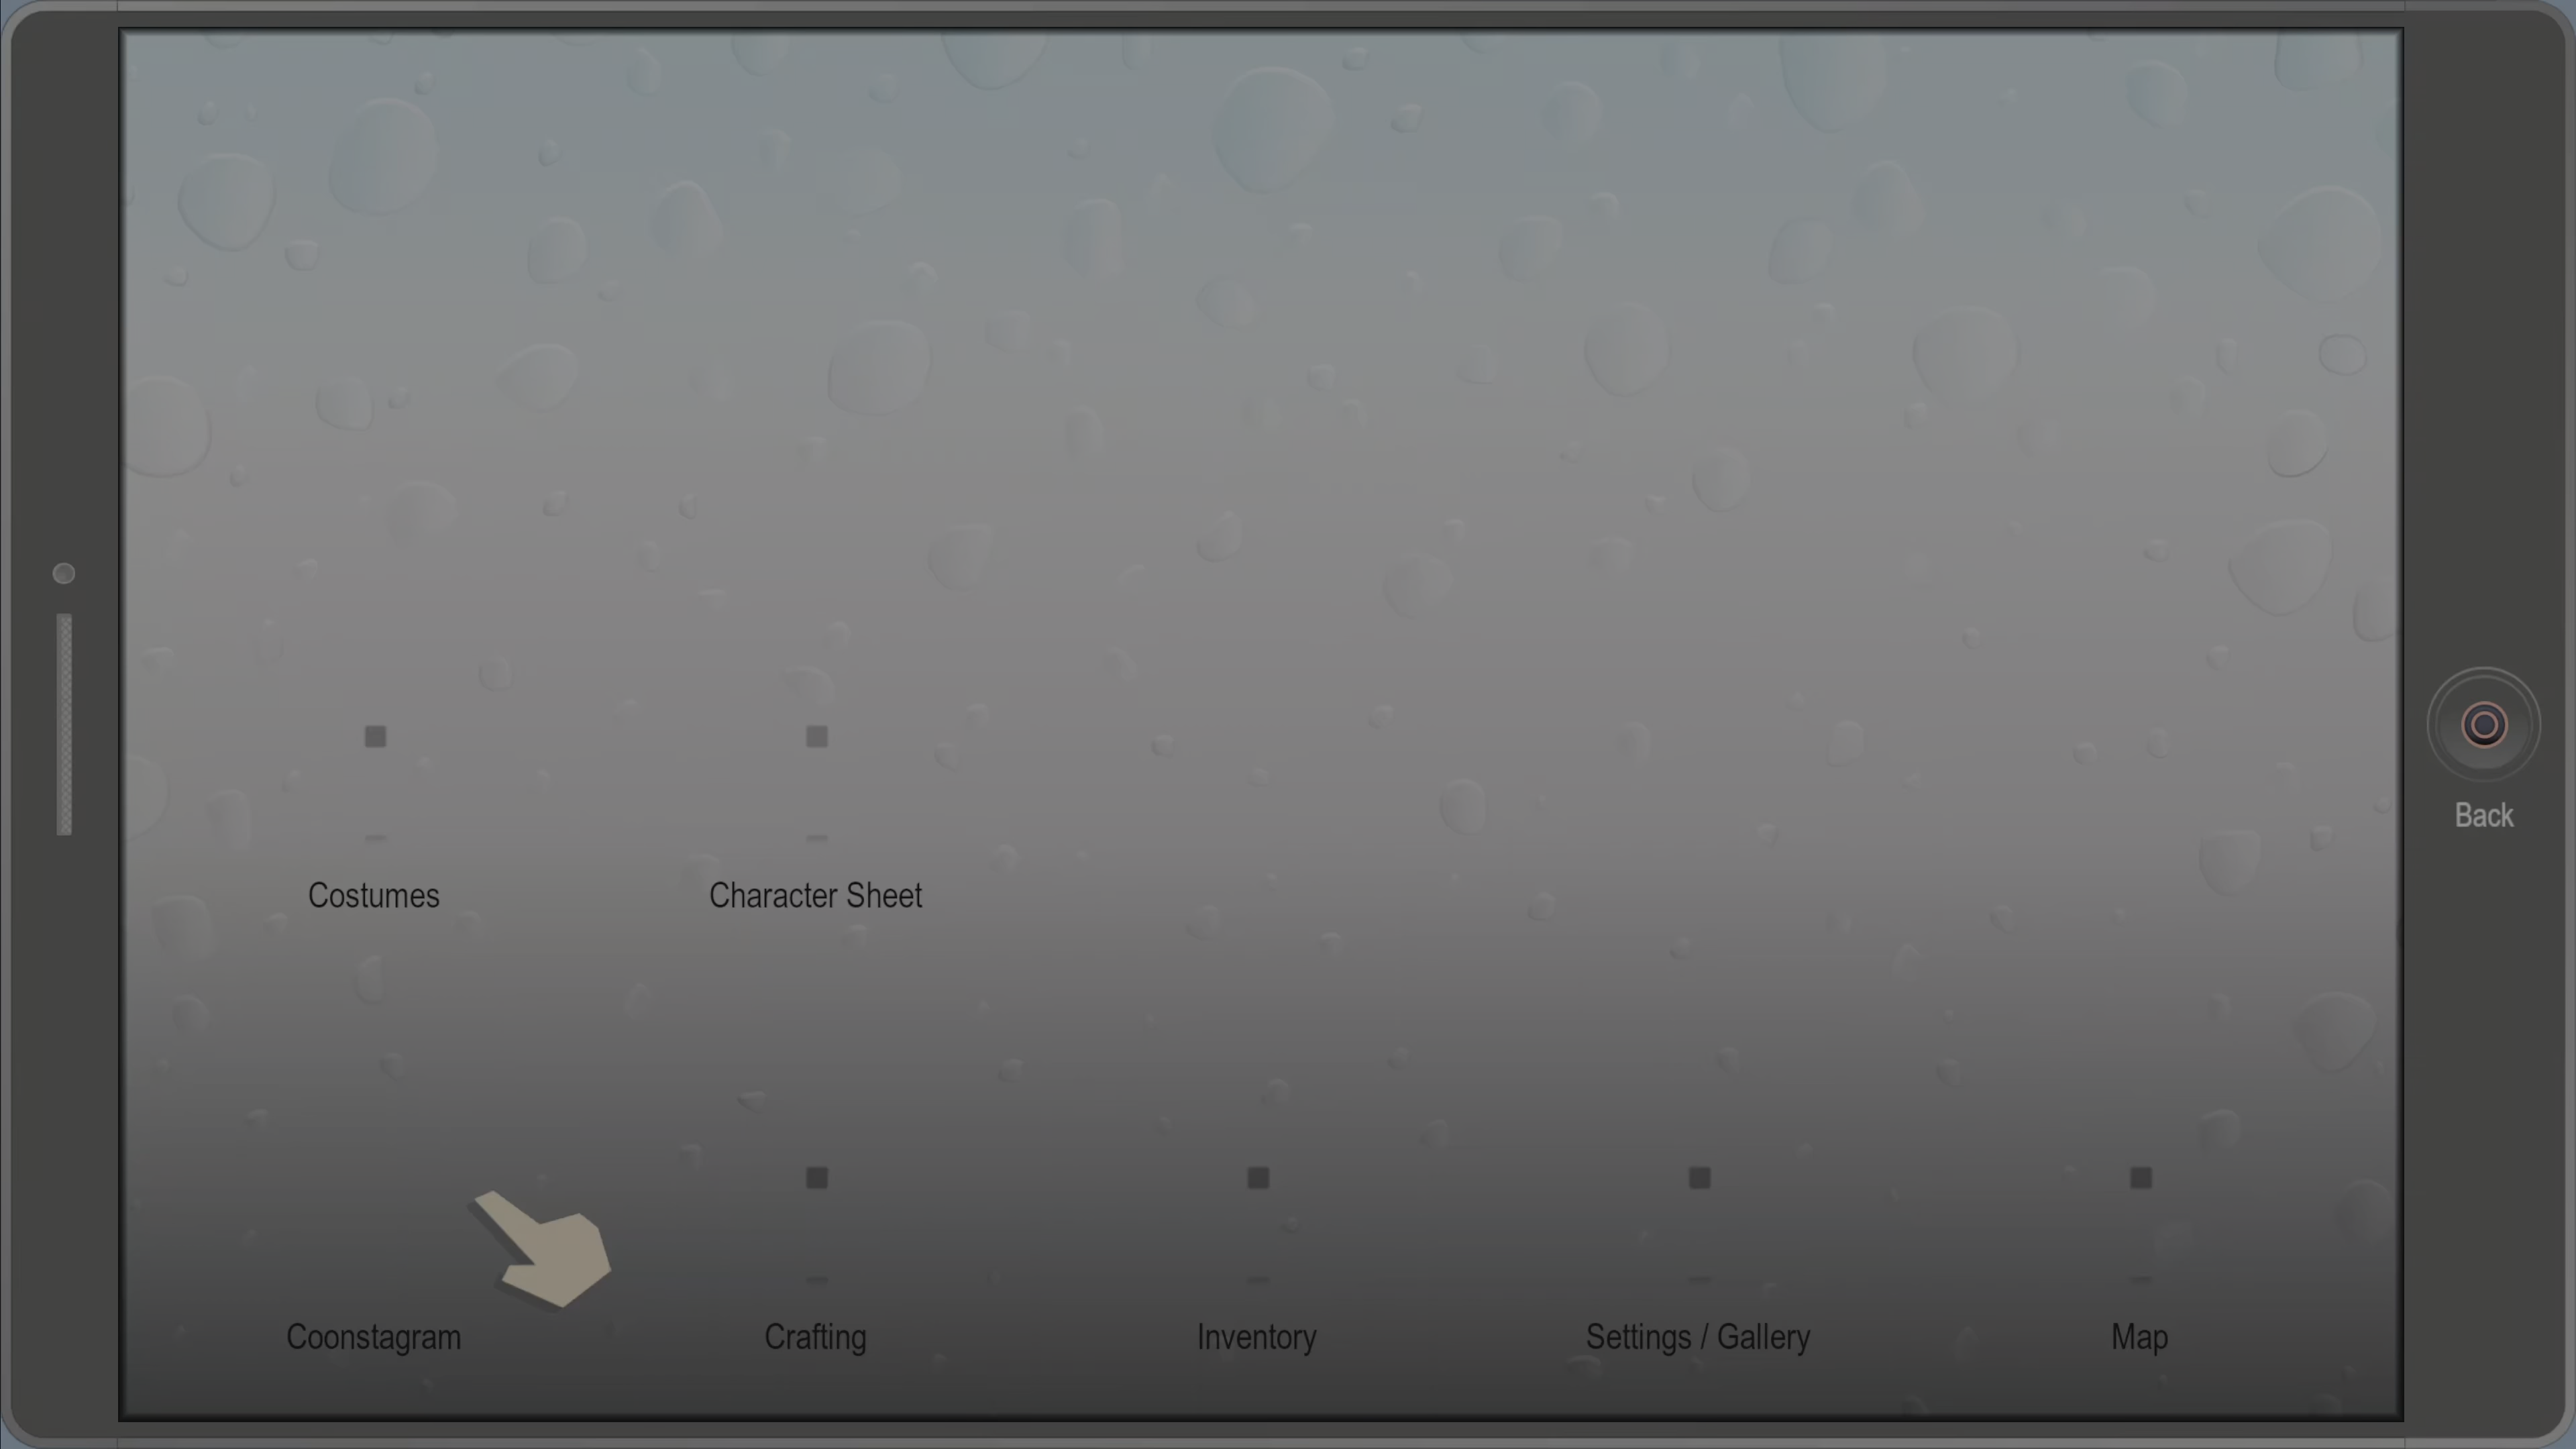 Costumes
Character Sheet
Back
Coonstagram
Crafting
Inventory
Settings / Gallery
Map